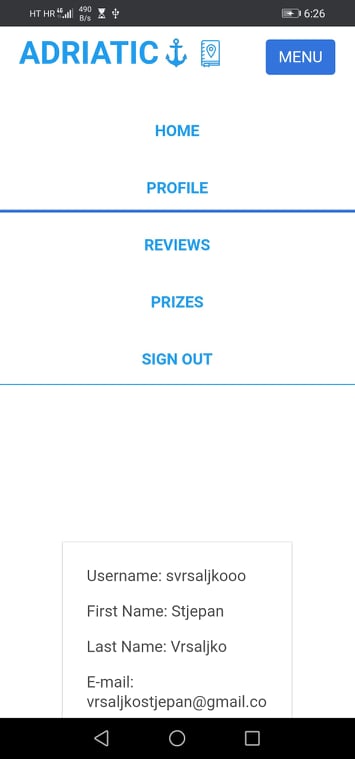 HT HR 4G 490 B/s 6:26
ADRIATIC MENU
HOME
PROFILE
REVIEWS
PRIZES
SIGN OUT
Username: svrsaljkooo
First Name: Stjepan
Last Name: Vrsaljko
E-mail:
vrsaljkostjepan@gmail.co